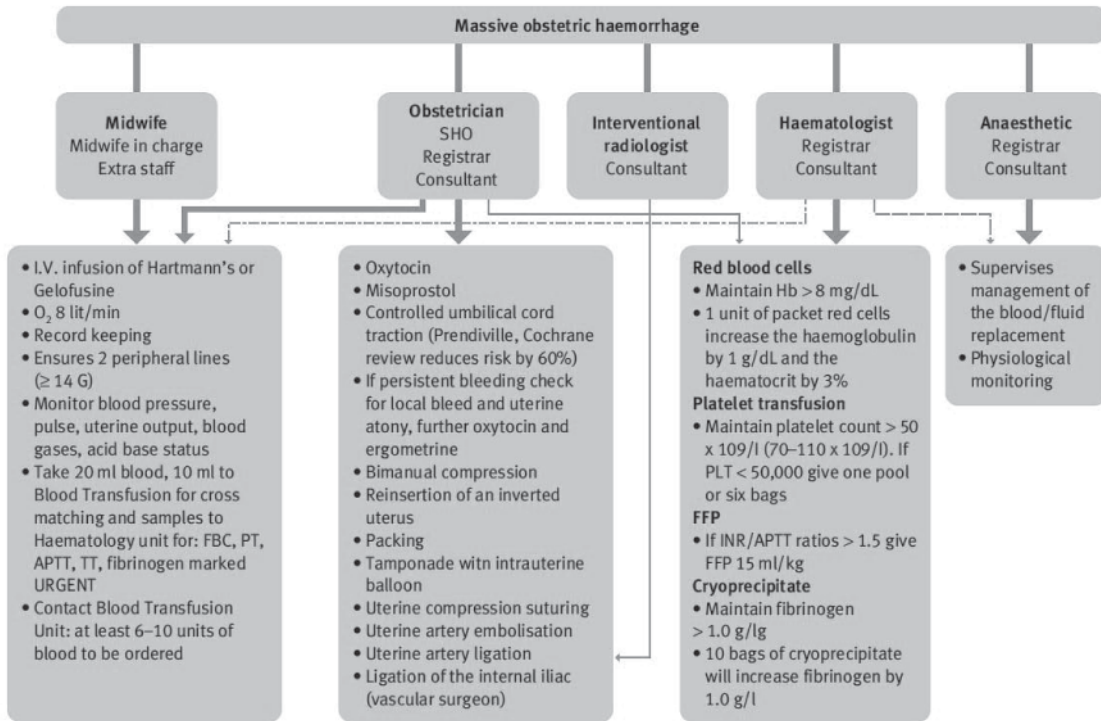 Massive obstetric haemorrhage
Midwife
Midwife in charge
Extra staff
Obstetrician
SHO
Registrar
Consultant
Interventional
radiologist
Consultant
Haematologist
Registrar
Consultant
Anaesthetic
Registrar
Consultant
• I.V. infusion of Hartmann's or
Gelofusine
• O₂ 8 lit/min
• Record keeping
• Ensures 2 peripheral lines
(≥ 14 G)
• Monitor blood pressure,
pulse, uterine output, blood
gases, acid base status
• Take 20 ml blood, 10 ml to
Blood Transfusion for cross
matching and samples to
Haematology unit for: FBC, PT,
APTT, TT, fibrinogen marked
URGENT
• Contact Blood Transfusion
Unit: at least 6–10 units of
blood to be ordered
• Oxytocin
• Misoprostol
• Controlled umbilical cord
traction (Prendiville, Cochrane
review reduces risk by 60%)
• If persistent bleeding check
for local bleed and uterine
atony, further oxytocin and
ergometrine
• Bimanual compression
• Reinsertion of an inverted
uterus
• Packing
• Tamponade witn intrauterine
balloon
• Uterine compression suturing
• Uterine artery embolisation
• Uterine artery ligation
• Ligation of the internal iliac
(vascular surgeon)
Red blood cells
• Maintain Hb > 8 mg/dL
• 1 unit of packet red cells
increase the haemoglobulin
by 1 g/dL and the
haematocrit by 3%
Platelet transfusion
• Maintain platelet count > 50
x 109/l (70–110 x 109/l). If
PLT < 50,000 give one pool
or six bags
FFP
• If INR/APTT ratios > 1.5 give
FFP 15 ml/kg
Cryoprecipitate
• Maintain fibrinogen
> 1.0 g/lg
• 10 bags of cryoprecipitate
will increase fibrinogen by
1.0 g/l
• Supervises
management of
the blood/fluid
replacement
• Physiological
monitoring